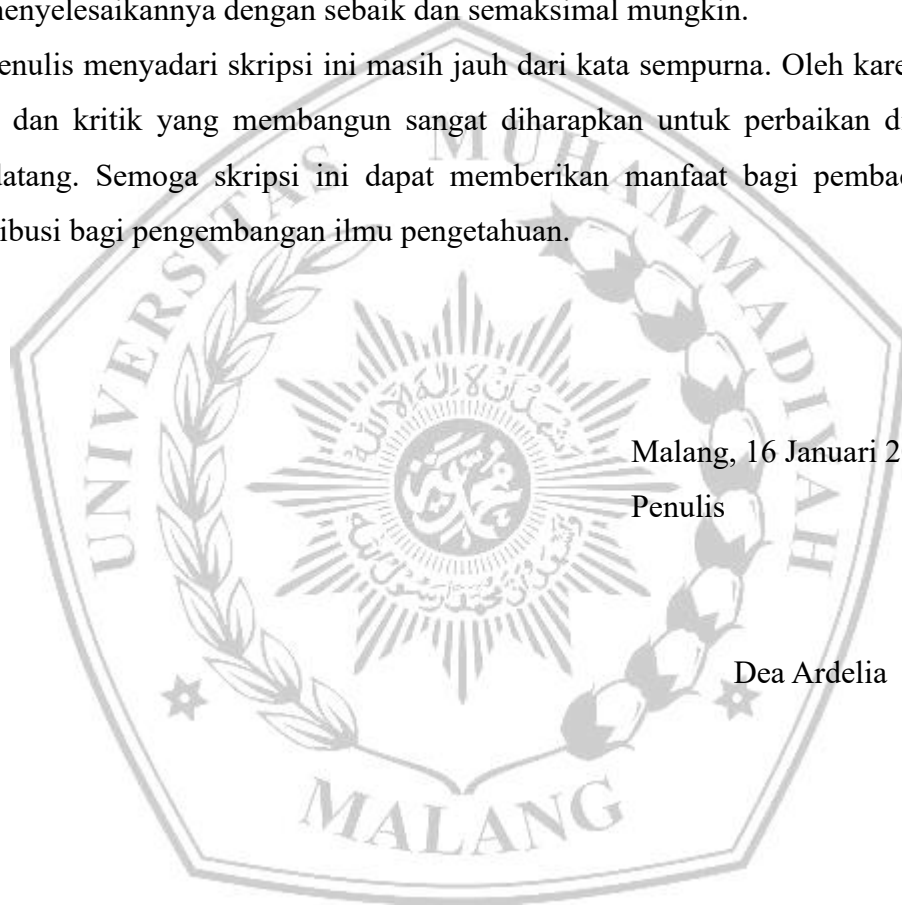 menyelesaikannya dengan sebaik dan semaksimal mungkin.
enulis menyadari skripsi ini masih jauh dari kata sempurna. Oleh kare
dan kritik yang membangun sangat diharapkan untuk perbaikan d
latang. Semoga skripsi ini dapat memberikan manfaat bagi pemba
ibusi bagi pengembangan ilmu pengetahuan.
UNIVERSITAS MUHAMMADIYAH
Malang, 16 Januari 2
Penulis
Dea Ardelia
MALANG